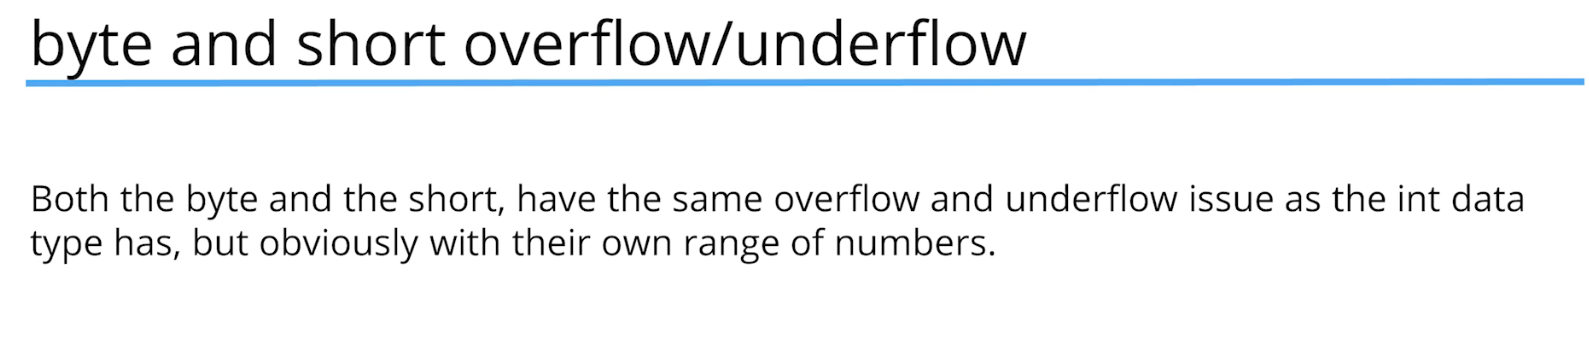 byte and short overflow/underflow
Both the byte and the short, have the same overflow and underflow issue as the int data
type has, but obviously with their own range of numbers.